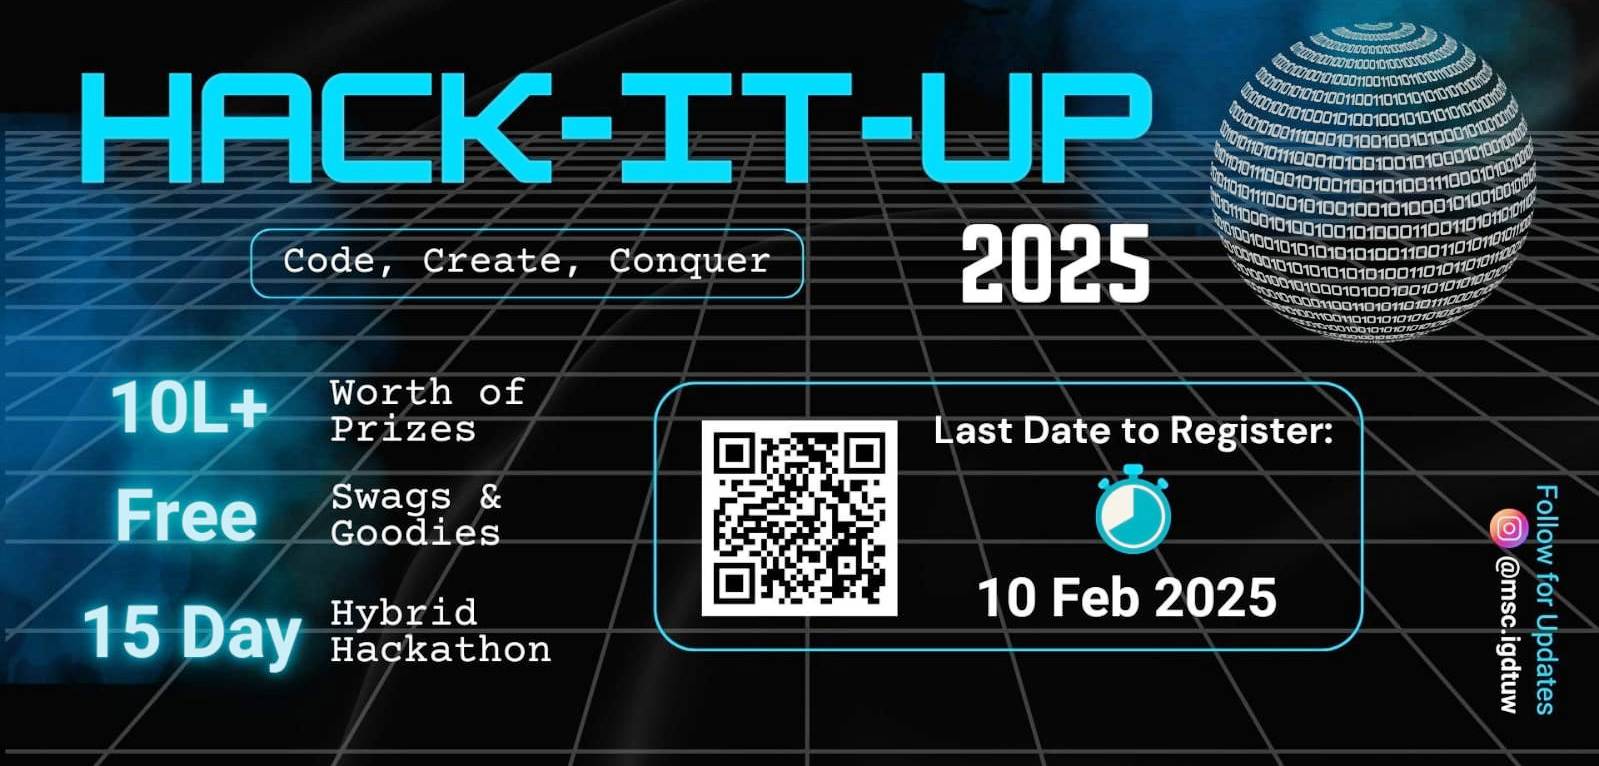 HACK-IT-UP
Code, Create, Conquer
2025
10L+
Worth of
Prizes
Free
Swags &
Goodies
15 Day
Hybrid
Hackathon
Last Date to Register:
10 Feb 2025
Follow for Updates
@msc.igdtuw